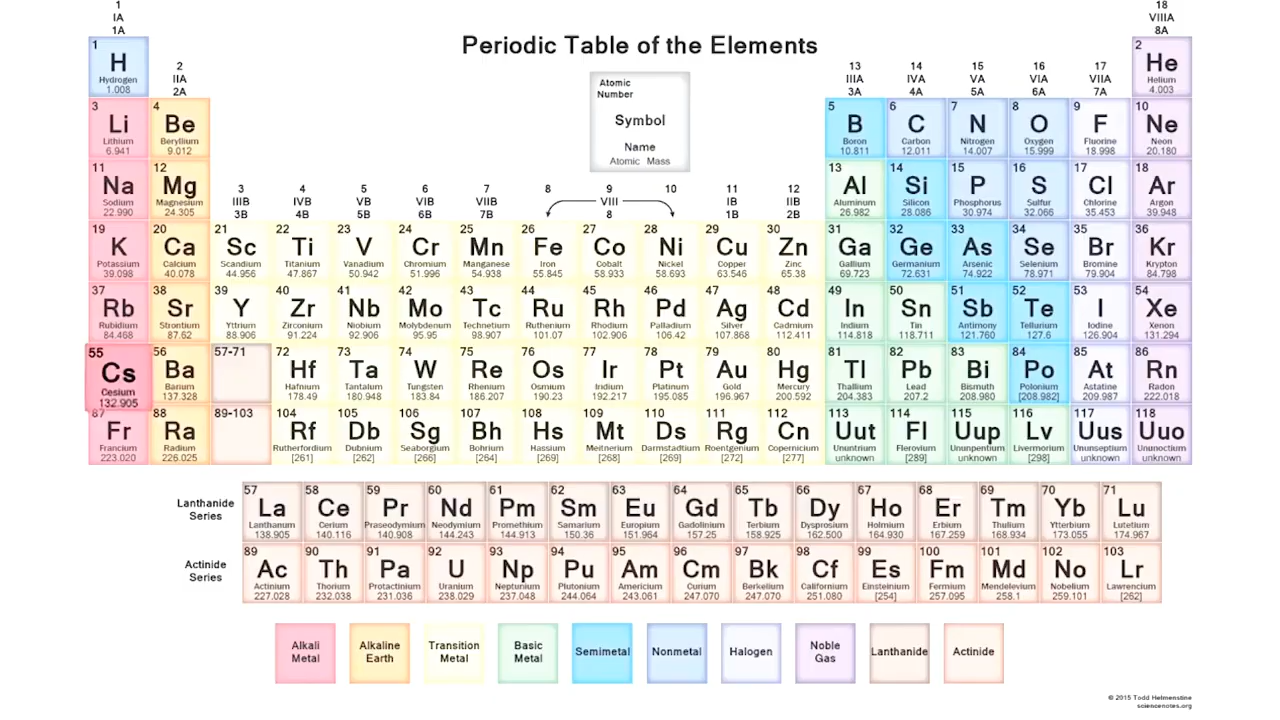 1
IA
1A
18
VIIIA
8A
Periodic Table of the Elements
1
H
Hydrogen
1.008
2
IIA
2A
13
IIIA
3A
14
IVA
4A
15
VA
5A
16
VIA
6A
17
VIIA
7A
2
He
Helium
4.003
Atomic
Number
Symbol
Name
Atomic Mass
3
Li
Lithium
6.941
4
Be
Beryllium
9.012
5
B
Boron
10.811
6
C
Carbon
12.011
7
N
Nitrogen
14.007
8
O
Oxygen
15.999
9
F
Fluorine
18.998
10
Ne
Neon
20.180
11
Na
Sodium
22.990
12
Mg
Magnesium
24.305
3
IIIB
3B
4
IVB
4B
5
VB
5B
6
VIB
6B
7
VIIB
7B
8
9
10
VIII
8
11
IB
1B
12
IIB
2B
13
Al
Aluminum
26.982
14
Si
Silicon
28.086
15
P
Phosphorus
30.974
16
S
Sulfur
32.066
17
Cl
Chlorine
35.453
18
Ar
Argon
39.948
19
K
Potassium
39.098
20
Ca
Calcium
40.078
21
Sc
Scandium
44.956
22
Ti
Titanium
47.867
23
V
Vanadium
50.942
24
Cr
Chromium
51.996
25
Mn
Manganese
54.938
26
Fe
Iron
55.845
27
Co
Cobalt
58.933
28
Ni
Nickel
58.693
29
Cu
Copper
63.546
30
Zn
Zinc
65.38
31
Ga
Gallium
69.723
32
Ge
Germanium
72.631
33
As
Arsenic
74.922
34
Se
Selenium
78.971
35
Br
Bromine
79.904
36
Kr
Krypton
84.798
37
Rb
Rubidium
84.468
38
Sr
Strontium
87.62
39
Y
Yttrium
88.906
40
Zr
Zirconium
91.224
41
Nb
Niobium
92.906
42
Mo
Molybdenum
95.95
43
Tc
Technetium
98.907
44
Ru
Ruthenium
101.07
45
Rh
Rhodium
102.906
46
Pd
Palladium
106.42
47
Ag
Silver
107.868
48
Cd
Cadmium
112.411
49
In
Indium
114.818
50
Sn
Tin
118.711
51
Sb
Antimony
121.760
52
Te
Tellurium
127.6
53
I
Iodine
126.904
54
Xe
Xenon
131.294
55
Cs
Cesium
132.905
56
Ba
Barium
137.328
57-71
72
Hf
Hafnium
178.49
73
Ta
Tantalum
180.948
74
W
Tungsten
183.84
75
Re
Rhenium
186.207
76
Os
Osmium
190.23
77
Ir
Iridium
192.217
78
Pt
Platinum
195.085
79
Au
Gold
196.967
80
Hg
Mercury
200.592
81
Tl
Thallium
204.383
82
Pb
Lead
207.2
83
Bi
Bismuth
208.980
84
Po
Polonium
[208.982]
85
At
Astatine
209.987
86
Rn
Radon
222.018
87
Fr
Francium
223.020
88
Ra
Radium
226.025
89-103
104
Rf
Rutherfordium
[261]
105
Db
Dubnium
[262]
106
Sg
Seaborgium
[266]
107
Bh
Bohrium
[264]
108
Hs
Hassium
[269]
109
Mt
Meitnerium
[268]
110
Ds
Darmstadtium
[269]
111
Rg
Roentgenium
[272]
112
Cn
Copernicium
[277]
113
Uut
Ununtrium
unknown
114
Fl
Flerovium
[289]
115
Uup
Ununpentium
unknown
116
Lv
Livermorium
[298]
117
Uus
Ununseptium
unknown
118
Uuo
Ununoctium
unknown
Lanthanide
Series
57
La
Lanthanum
138.905
58
Ce
Cerium
140.116
59
Pr
Praseodymium
140.908
60
Nd
Neodymium
144.243
61
Pm
Promethium
144.913
62
Sm
Samarium
150.36
63
Eu
Europium
151.964
64
Gd
Gadolinium
157.25
65
Tb
Terbium
158.925
66
Dy
Dysprosium
162.500
67
Ho
Holmium
164.930
68
Er
Erbium
167.259
69
Tm
Thulium
168.934
70
Yb
Ytterbium
173.055
71
Lu
Lutetium
174.967
Actinide
Series
89
Ac
Actinium
227.028
90
Th
Thorium
232.038
91
Pa
Protactinium
231.036
92
U
Uranium
238.029
93
Np
Neptunium
237.048
94
Pu
Plutonium
244.064
95
Am
Americium
243.061
96
Cm
Curium
247.070
97
Bk
Berkelium
247.070
98
Cf
Californium
251.080
99
Es
Einsteinium
[254]
100
Fm
Fermium
257.095
101
Md
Mendelevium
258.1
102
No
Nobelium
259.101
103
Lr
Lawrencium
[262]
Alkali
Metal
Alkaline
Earth
Transition
Metal
Basic
Metal
Semimetal
Nonmetal
Halogen
Noble
Gas
Lanthanide
Actinide
© 2015 Todd Helmenstine
sciencenotes.org